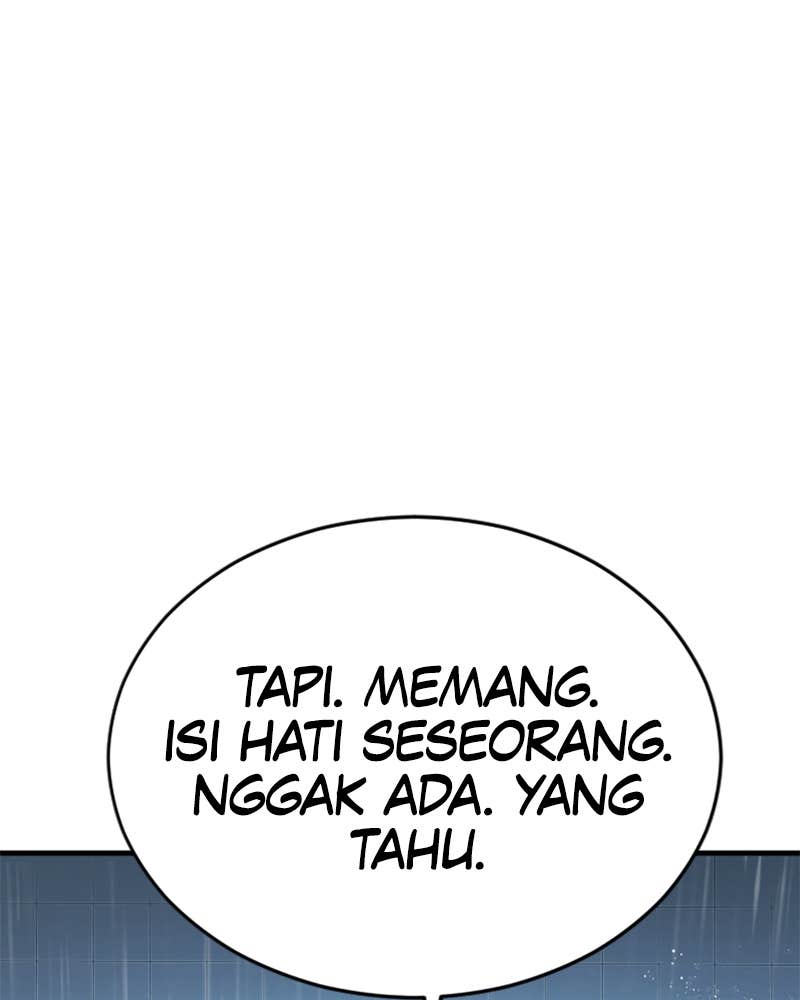 TAPI. MEMANG.
ISI HATI SESEORANG.
NGGAK ADA. YANG
TAHU.